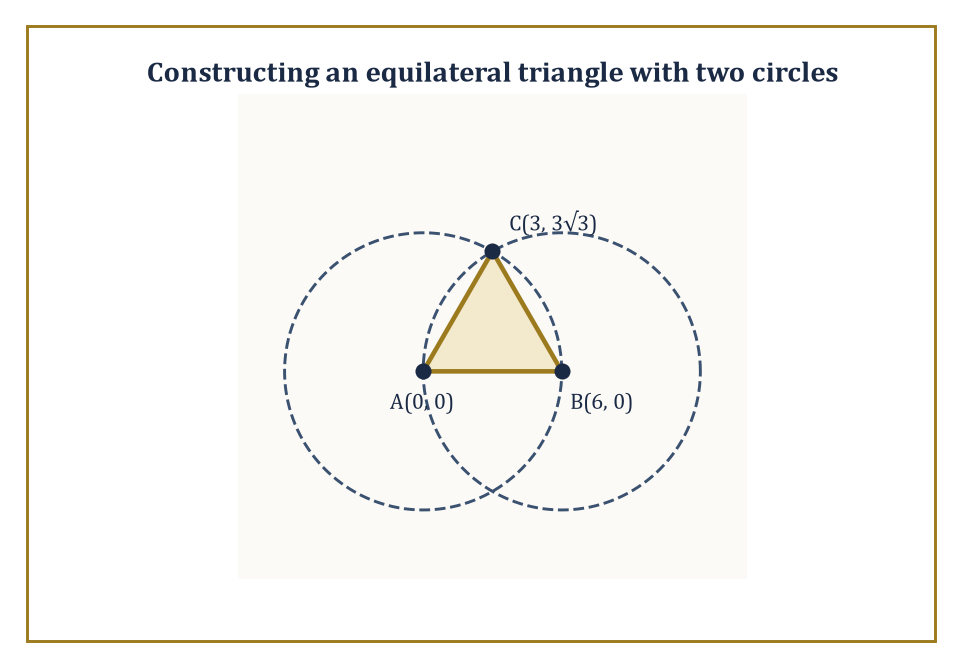 Constructing an equilateral triangle with two circles
C(3, 3√3)
A(0, 0)
B(6, 0)